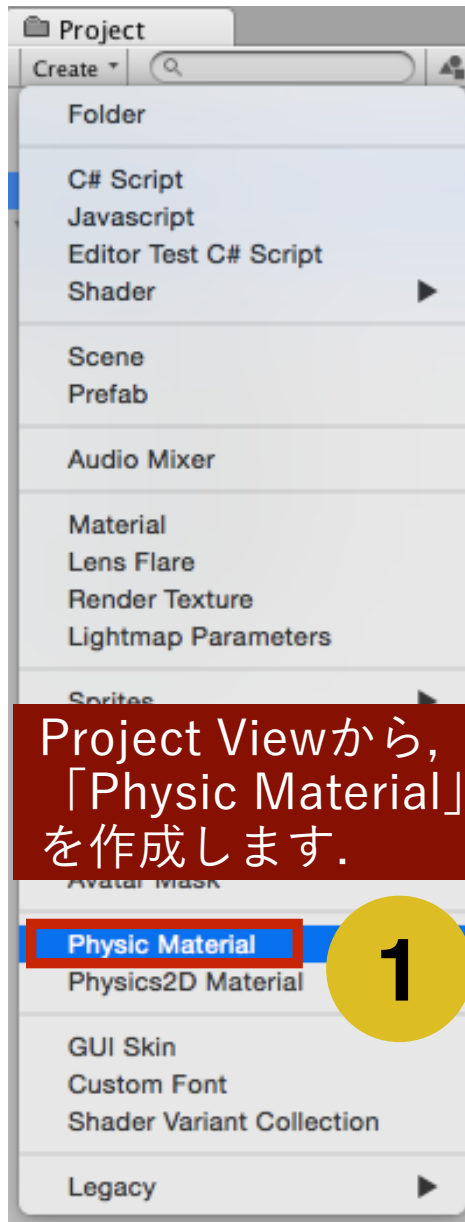 Project
Create
Folder
C# Script
Javascript
Editor Test C# Script
Shader
Scene
Prefab
Audio Mixer
Material
Lens Flare
Render Texture
Lightmap Parameters
Sprites
Project Viewから,
「Physic Material」
を作成します.
Avatar Mask
Physic Material
1
Physics2D Material
GUI Skin
Custom Font
Shader Variant Collection
Legacy